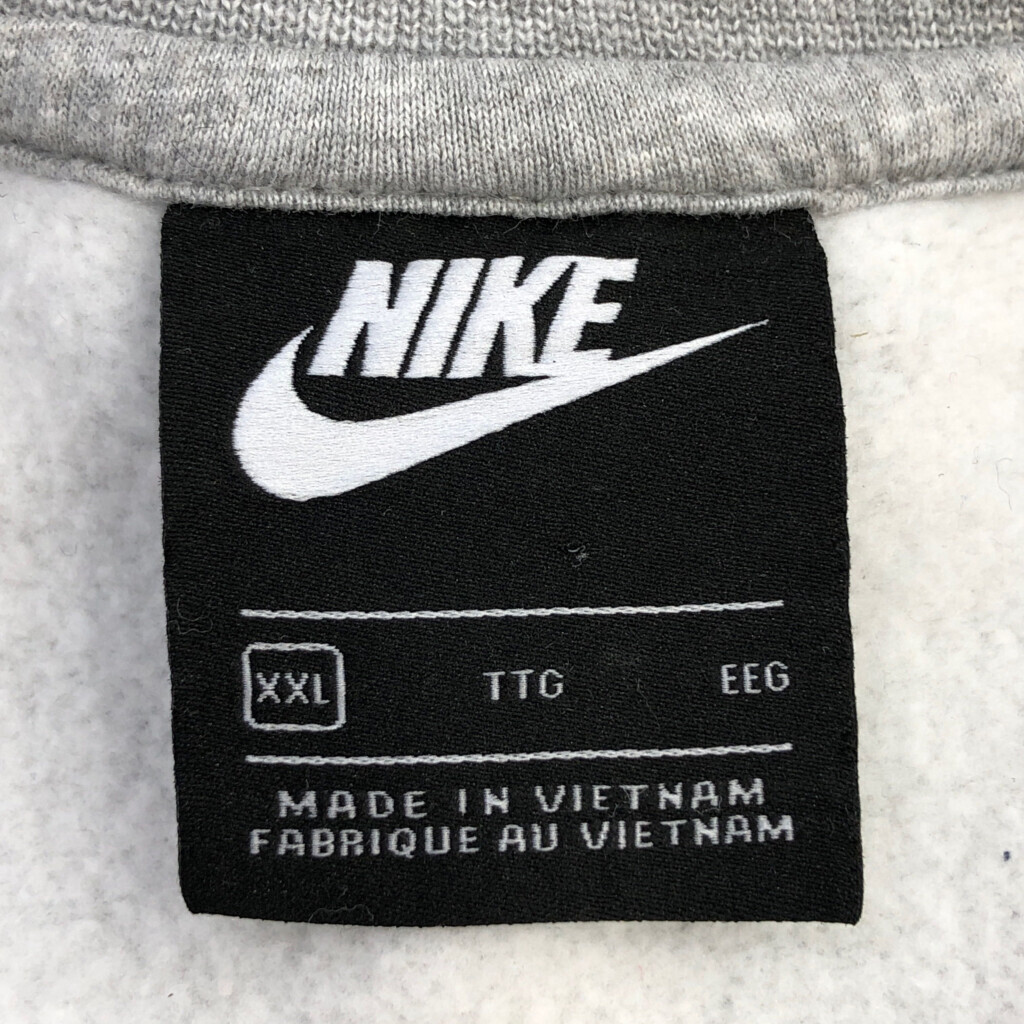 NIKE
XXL TTG EEG
MADE IN VIETNAM
FABRIQUE AU VIETNAM